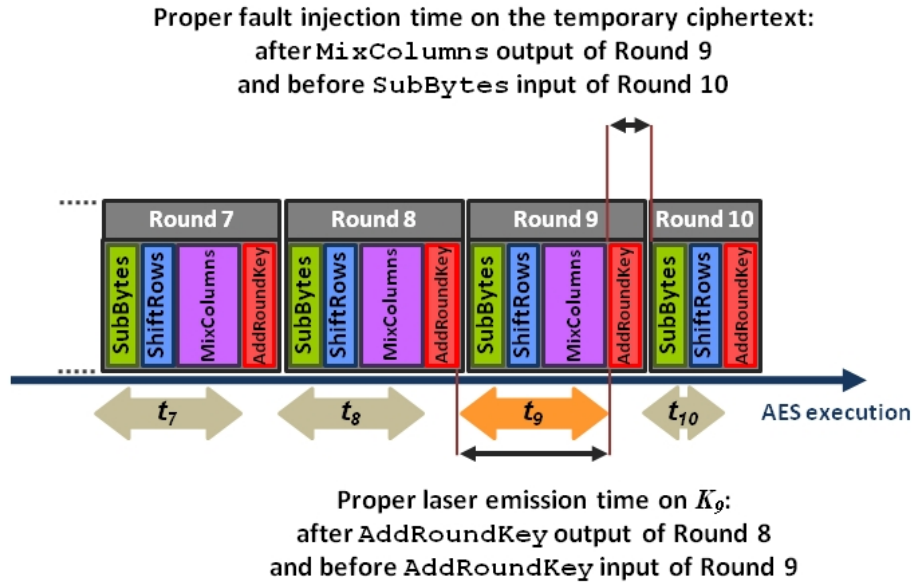 Proper fault injection time on the temporary ciphertext:
after MixColumns output of Round 9
and before SubBytes input of Round 10
Round 7
Round 8
Round 9
Round 10
SubBytes
ShiftRows
MixColumns
AddRoundKey
SubBytes
ShiftRows
MixColumns
AddRoundKey
SubBytes
ShiftRows
MixColumns
AddRoundKey
SubBytes
ShiftRows
AddRoundKey
t7
t8
t9
t10
AES execution
Proper laser emission time on K9:
after AddRoundKey output of Round 8
and before AddRoundKey input of Round 9